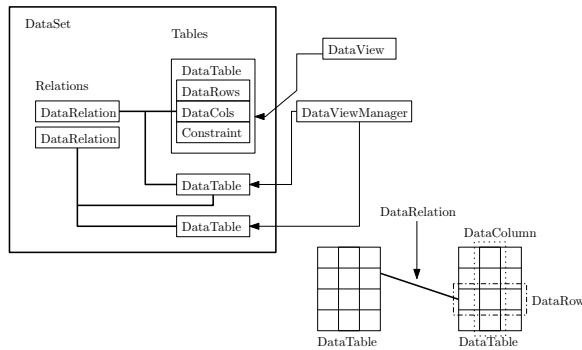 DataSet
Tables
DataView
DataTable
Relations
DataRows
DataRelation
DataCols
DataViewManager
DataRelation
Constraint
DataTable
DataTable
DataRelation
DataColumn
DataRow
DataTable
DataTable